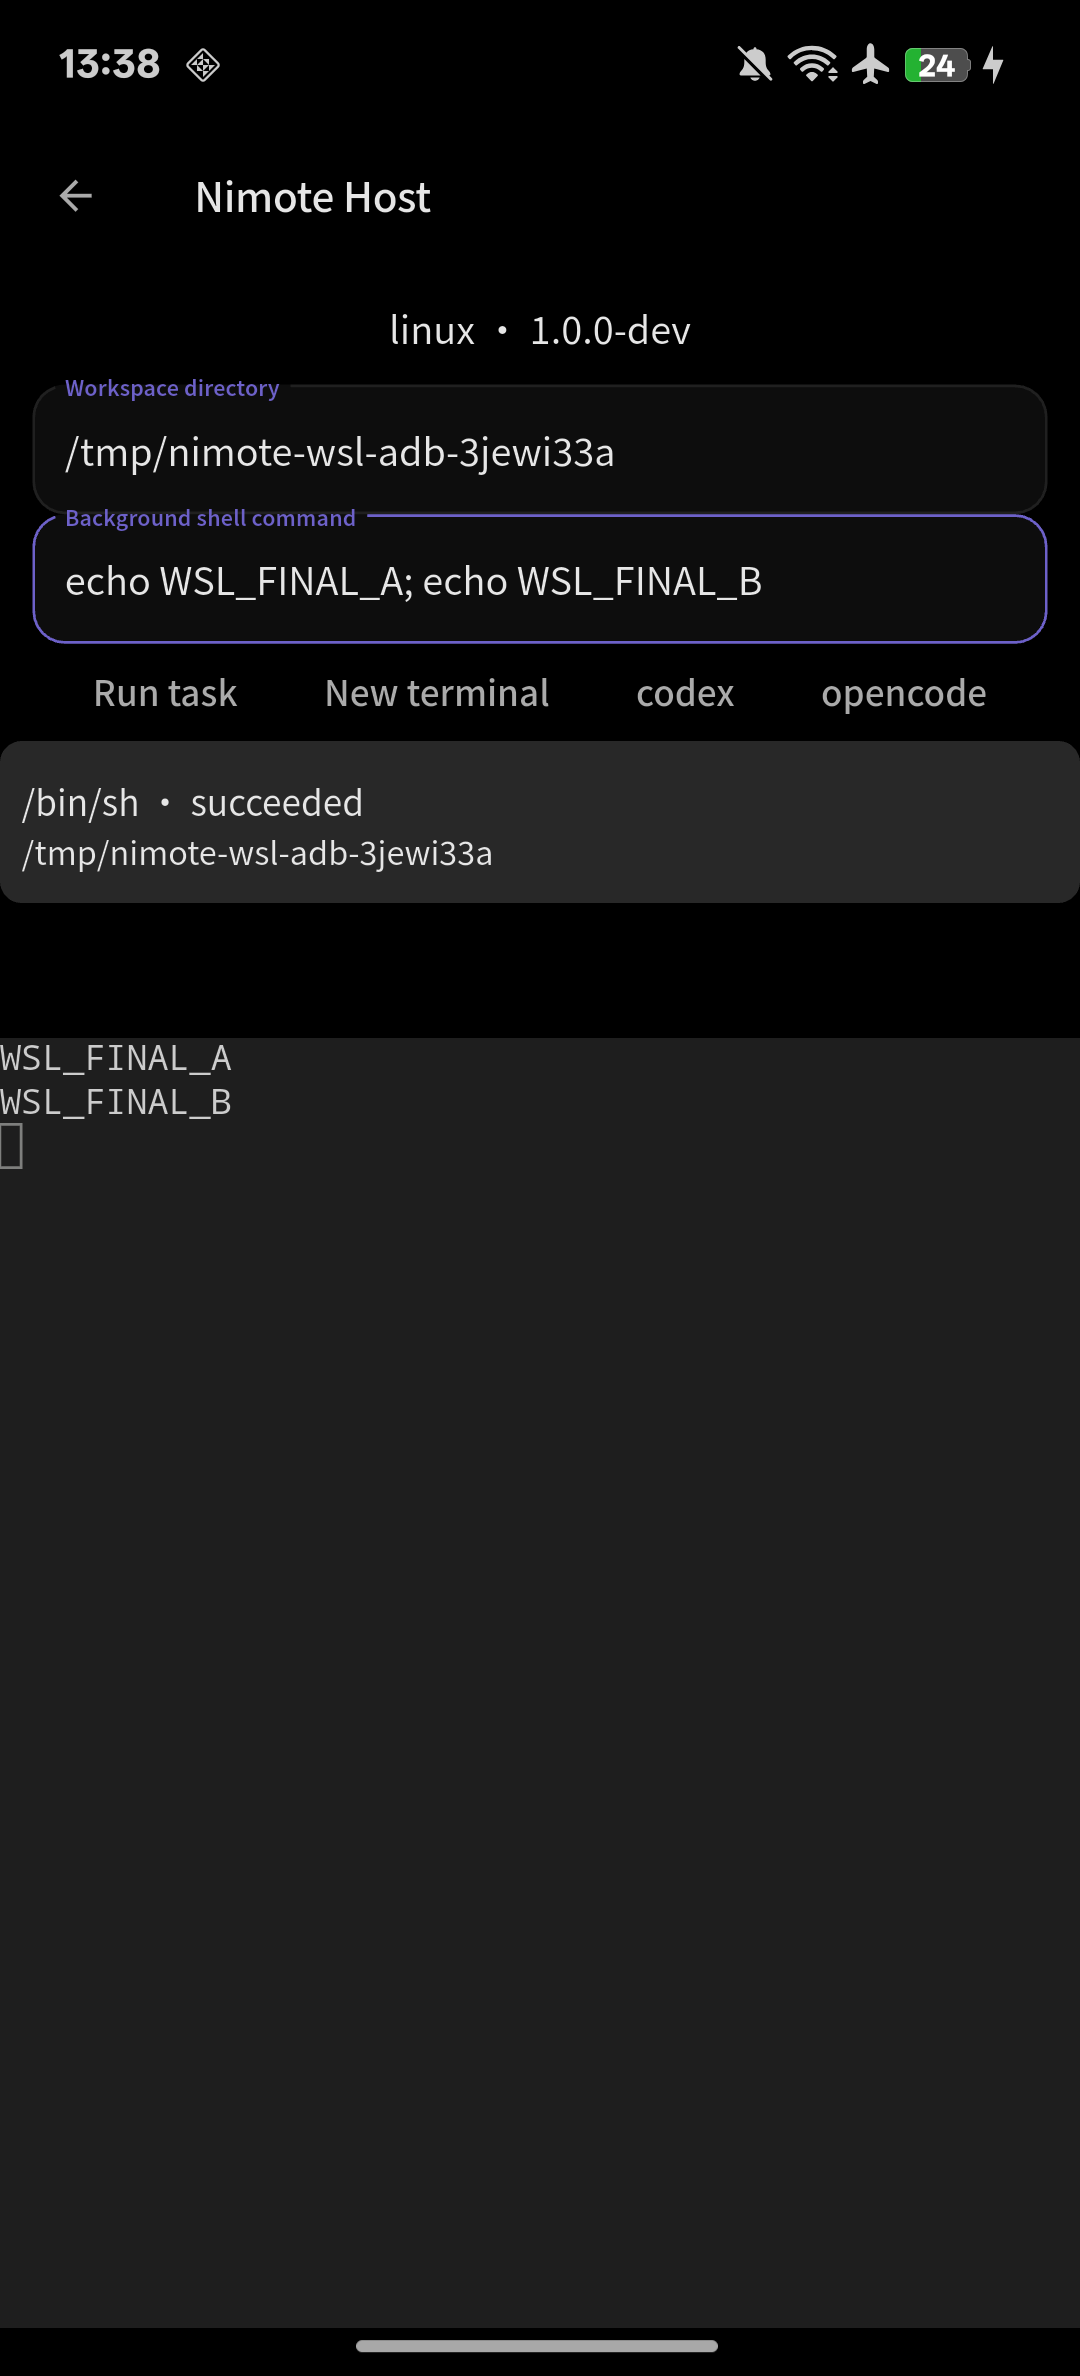 13:38
24
Nimote Host
linux • 1.0.0-dev
Workspace directory
/tmp/nimote-wsl-adb-3jewi33a
Background shell command
echo WSL_FINAL_A; echo WSL_FINAL_B
Run task New terminal codex opencode
/bin/sh • succeeded
/tmp/nimote-wsl-adb-3jewi33a
WSL_FINAL_A
WSL_FINAL_B